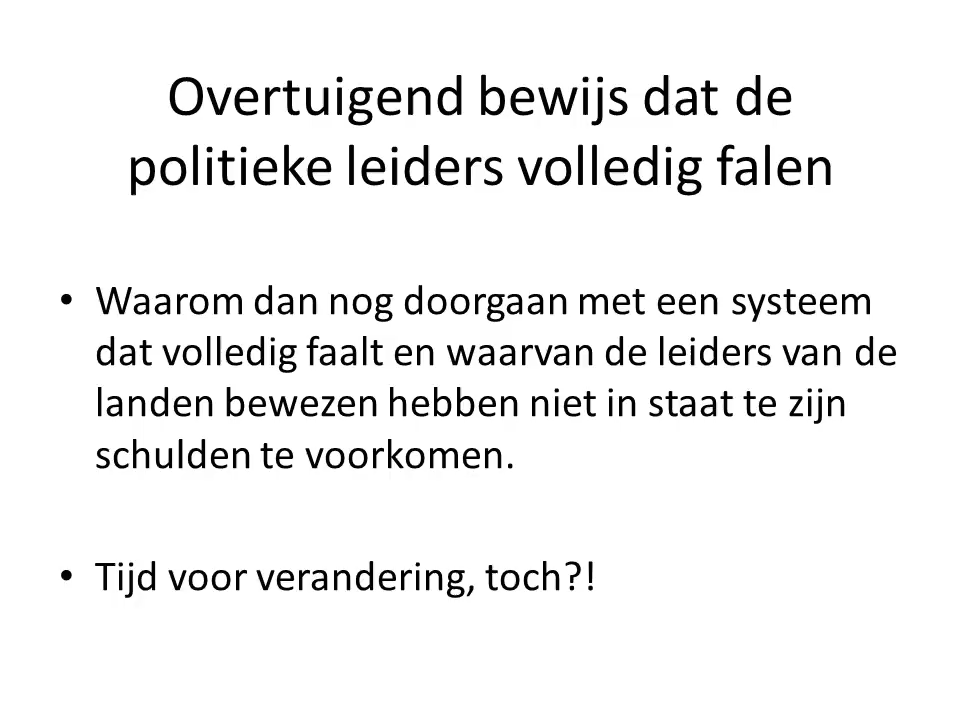 Overtuigend bewijs dat de
politieke leiders volledig falen
• Waarom dan nog doorgaan met een systeem
dat volledig faalt en waarvan de leiders van de
landen bewezen hebben niet in staat te zijn
schulden te voorkomen.
• Tijd voor verandering, toch?!